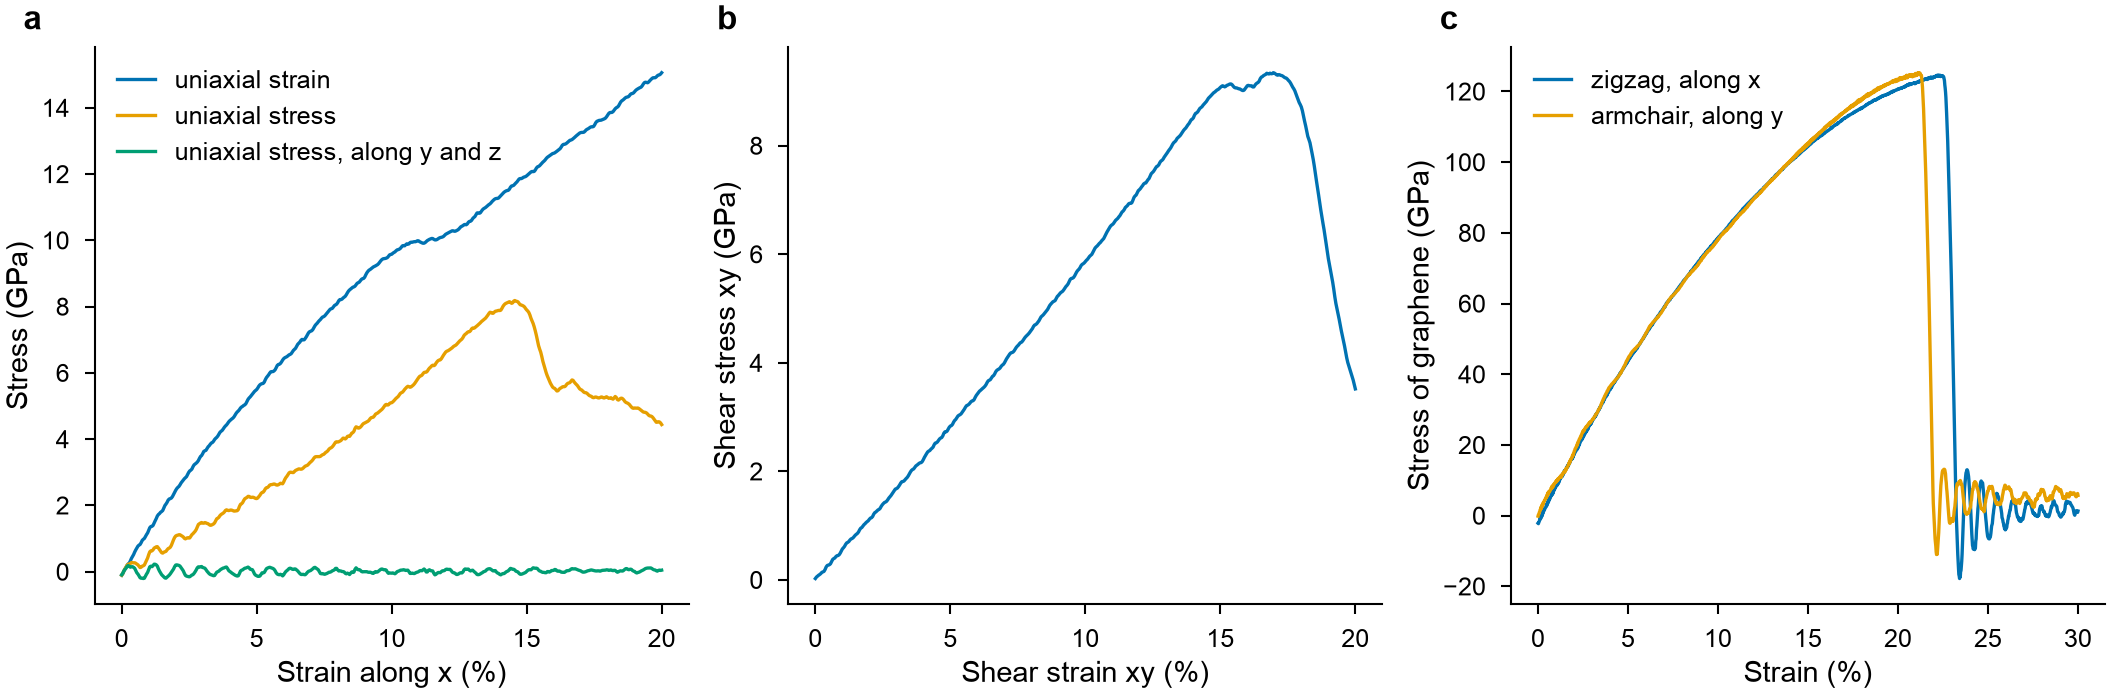 a
uniaxial strain
uniaxial stress
uniaxial stress, along y and z
Stress (GPa)
14
12
10
8
6
4
2
0
0 5 10 15 20
Strain along x (%)
b
Shear stress xy (GPa)
8
6
4
2
0
0 5 10 15 20
Shear strain xy (%)
c
zigzag, along x
armchair, along y
Stress of graphene (GPa)
120
100
80
60
40
20
0
−20
0 5 10 15 20 25 30
Strain (%)